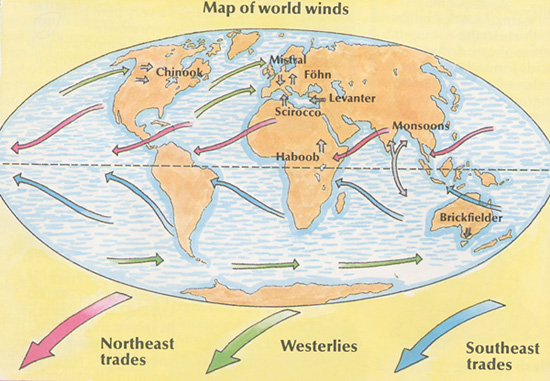 Map of world winds
Mistral
Chinook
Föhn
Levanter
Scirocco
Monsoons
Haboob
Brickfielder
Northeast
trades
Westerlies
Southeast
trades